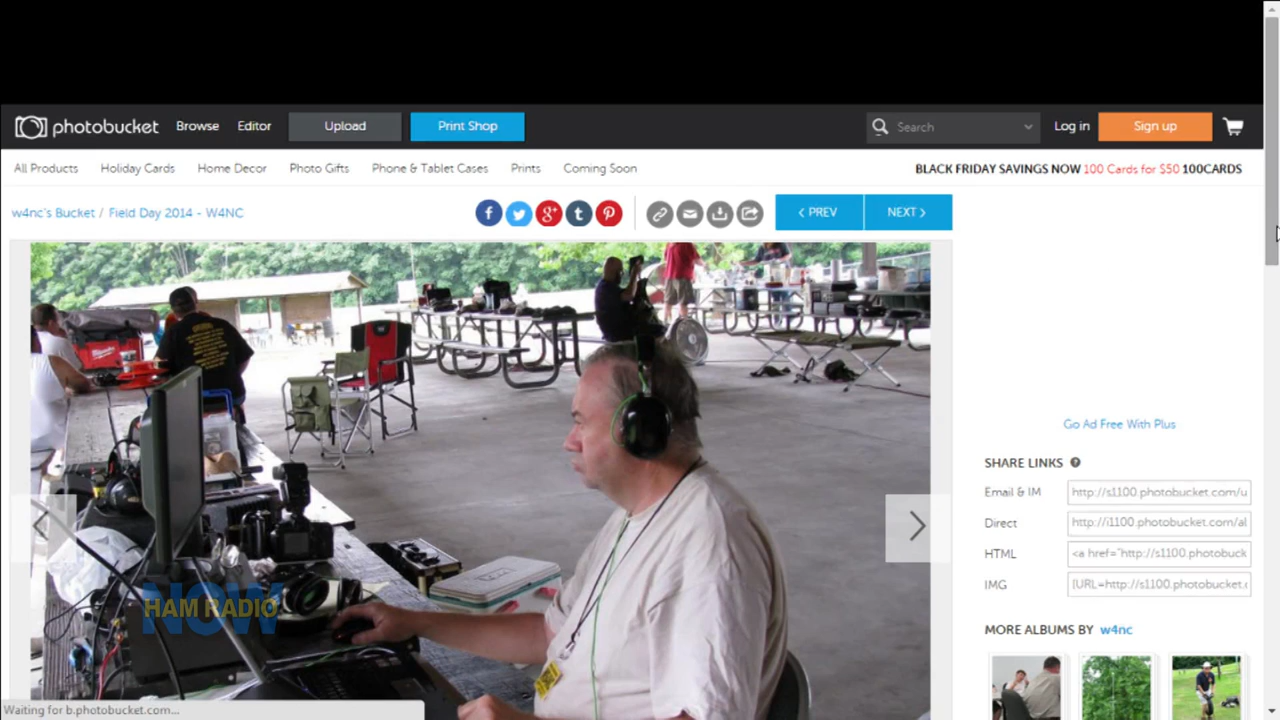 photobucket Browse Editor Upload Print Shop Search Log in Sign up
All Products Holiday Cards Home Decor Photo Gifts Phone & Tablet Cases Prints Coming Soon BLACK FRIDAY SAVINGS NOW 100 Cards for $50 100CARDS
w4nc's Bucket / Field Day 2014 - W4NC f g+ t < PREV NEXT >
Go Ad Free With Plus
SHARE LINKS ?
Email & IM http://s1100.photobucket.com/u
Direct http://i1100.photobucket.com/al
HTML <a href="http://s1100.photobuck
IMG [URL=http://s1100.photobucket.c
MORE ALBUMS BY w4nc
HAM RADIO
NOW
Waiting for b.photobucket.com...